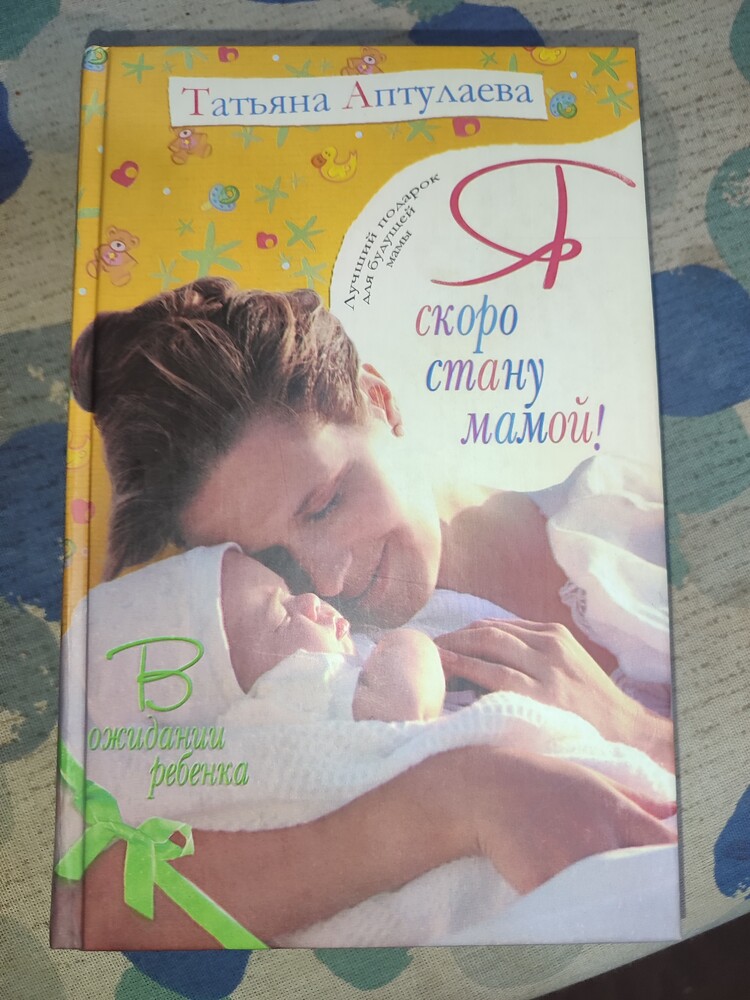 Татьяна Аптулаева
Лучший подарок
для будущей
мамы
Я
скоро
стану
мамой!
В
ожидании
ребенка